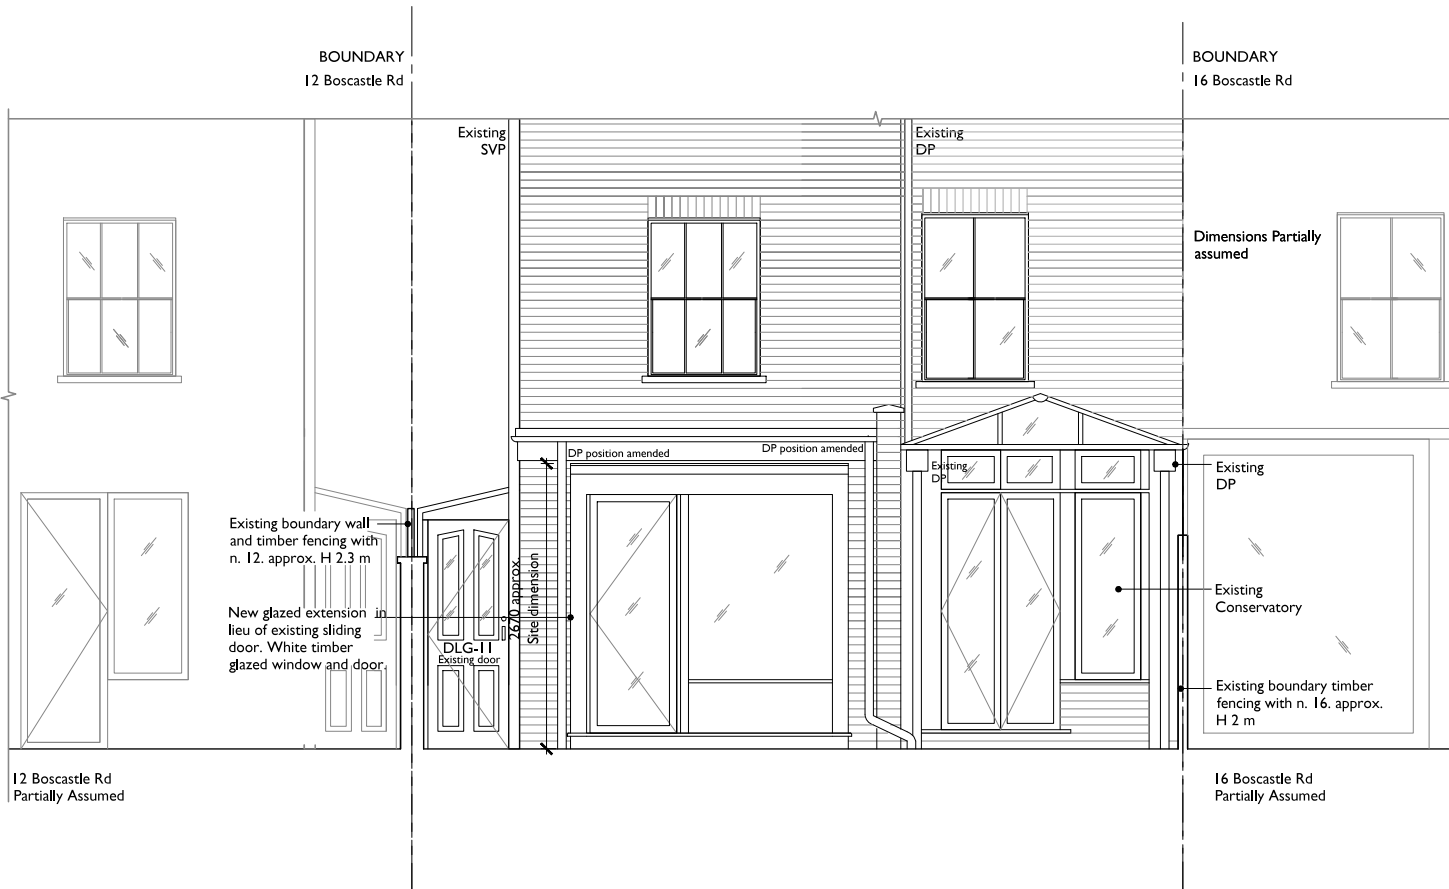 BOUNDARY
12 Boscastle Rd
BOUNDARY
16 Boscastle Rd
Existing
SVP
Existing
DP
Dimensions Partially
assumed
DP position amended
DP position amended
Existing
DP
Existing
DP
Existing boundary wall
and timber fencing with
n. 12. approx. H 2.3 m
New glazed extension in
lieu of existing sliding
door. White timber
glazed window and door.
DLG-11
Existing door
2670 approx.
Site dimension
Existing
Conservatory
Existing boundary timber
fencing with n. 16. approx.
H 2 m
12 Boscastle Rd
Partially Assumed
16 Boscastle Rd
Partially Assumed